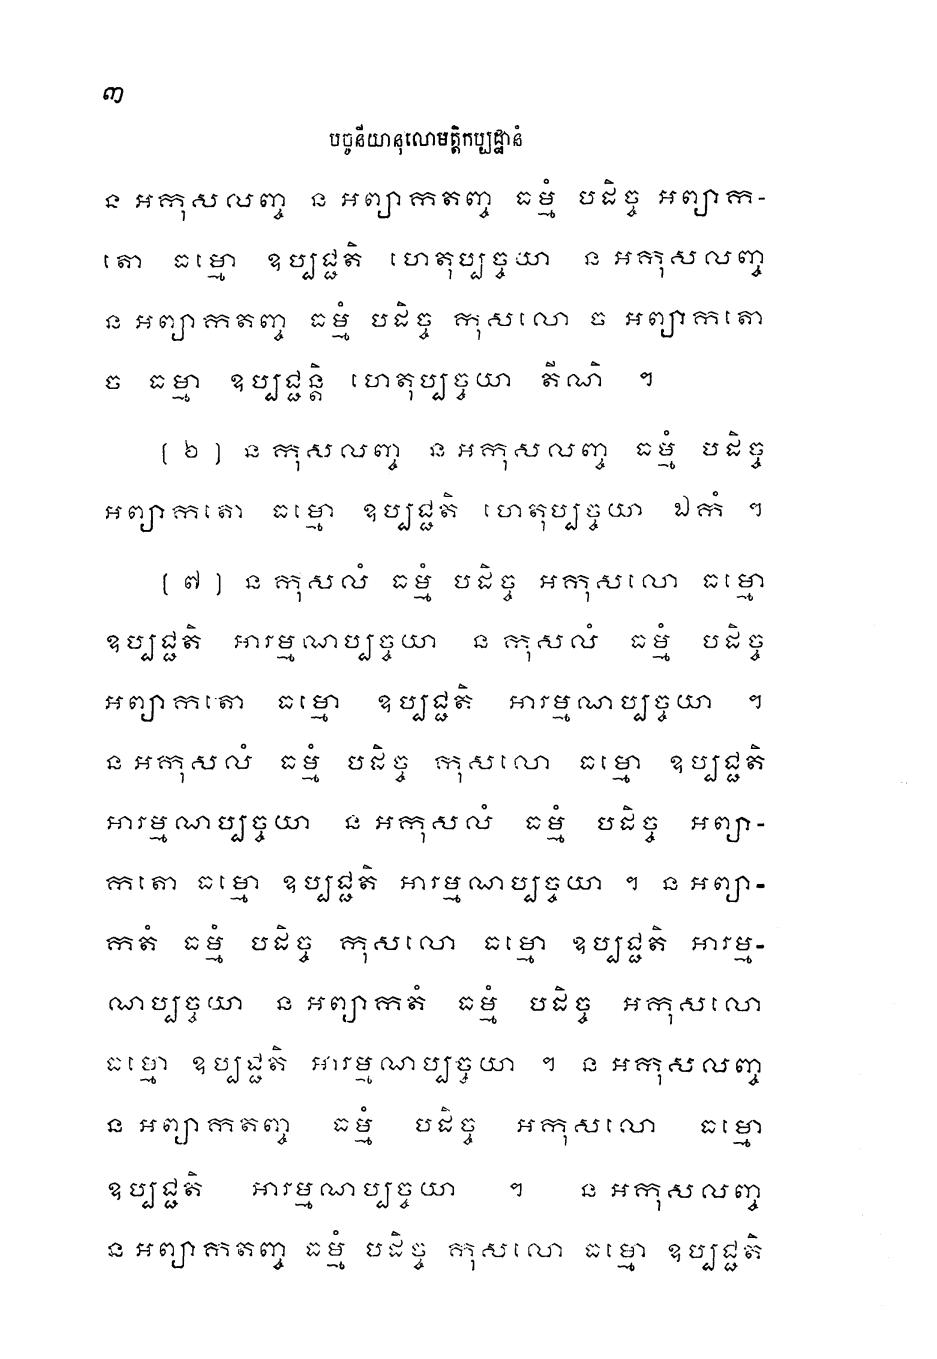 ៣
បច្ចនីយានុលោមត្តិកប្បដ្ឋានំ
ន អកុសលញ្ច ន អព្យាកតញ្ច ធម្មំ បដិច្ច អព្យាក-
តោ ធម្មោ ឧប្បជ្ជតិ ហេតុប្បច្ចយា ន អកុសលញ្ច
ន អព្យាកតញ្ច ធម្មំ បដិច្ច កុសលោ ច អព្យាកតោ
ច ធម្មា ឧប្បជ្ជន្តិ ហេតុប្បច្ចយា តីណិ ។
(៦) ន កុសលញ្ច ន អកុសលញ្ច ធម្មំ បដិច្ច
អព្យាកតោ ធម្មោ ឧប្បជ្ជតិ ហេតុប្បច្ចយា ឯកំ ។
(៧) ន កុសលំ ធម្មំ បដិច្ច អកុសលោ ធម្មោ
ឧប្បជ្ជតិ អារម្មណប្បច្ចយា ន កុសលំ ធម្មំ បដិច្ច
អព្យាកតោ ធម្មោ ឧប្បជ្ជតិ អារម្មណប្បច្ចយា ។
ន អកុសលំ ធម្មំ បដិច្ច កុសលោ ធម្មោ ឧប្បជ្ជតិ
អារម្មណប្បច្ចយា ន អកុសលំ ធម្មំ បដិច្ច អព្យា-
កតោ ធម្មោ ឧប្បជ្ជតិ អារម្មណប្បច្ចយា ។ ន អព្យា-
កតំ ធម្មំ បដិច្ច កុសលោ ធម្មោ ឧប្បជ្ជតិ អារម្ម-
ណប្បច្ចយា ន អព្យាកតំ ធម្មំ បដិច្ច អកុសលោ
ធម្មោ ឧប្បជ្ជតិ អារម្មណប្បច្ចយា ។ ន អកុសលញ្ច
ន អព្យាកតញ្ច ធម្មំ បដិច្ច អកុសលោ ធម្មោ
ឧប្បជ្ជតិ អារម្មណប្បច្ចយា ។ ន អកុសលញ្ច
ន អព្យាកតញ្ច ធម្មំ បដិច្ច កុសលោ ធម្មោ ឧប្បជ្ជតិ